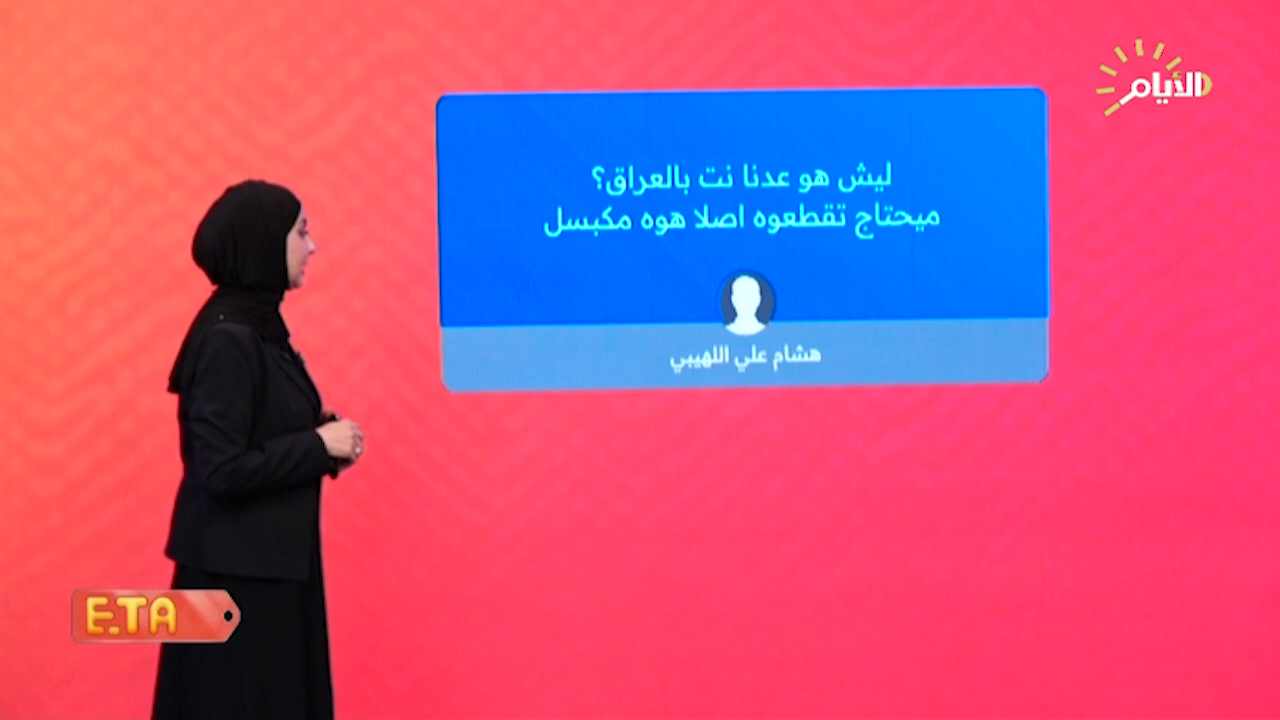 الأيام
ليش هو عدنا نت بالعراق؟
ميحتاج تقطعوه اصلا هوه مكبسل
هشام علي اللهيبي
E.TA